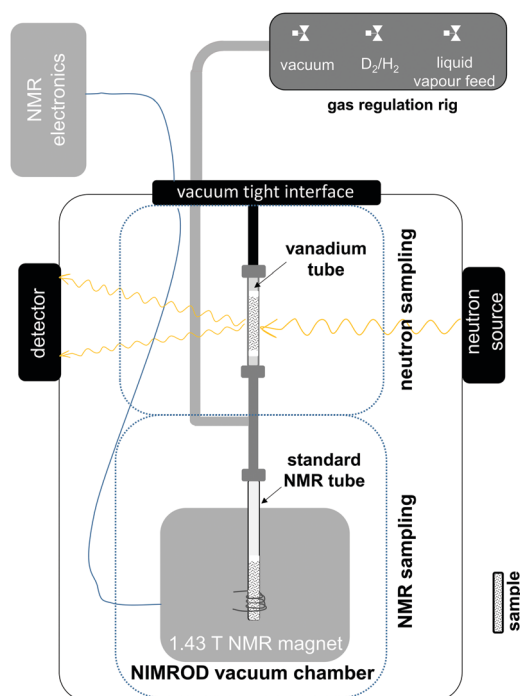 NMR
electronics
vacuum
D₂/H₂
liquid
vapour feed
gas regulation rig
vacuum tight interface
vanadium
tube
neutron sampling
detector
neutron
source
standard
NMR tube
NMR sampling
1.43 T NMR magnet
NIMROD vacuum chamber
sample